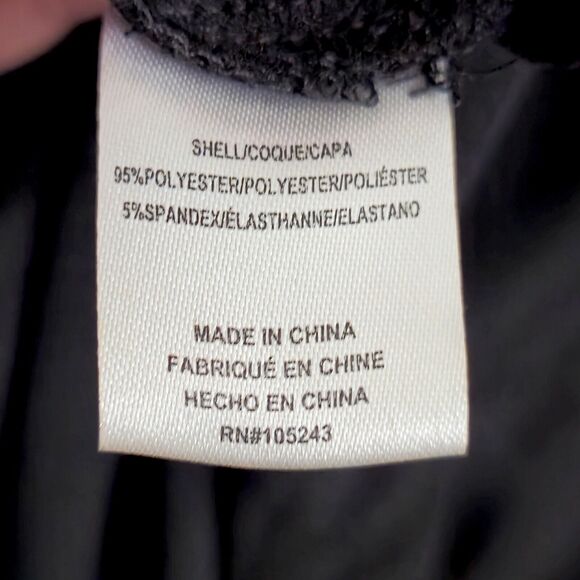 SHELL/COQUE/CAPA
95%POLYESTER/POLYESTER/POLIÉSTER
5%SPANDEX/ÉLASTHANNE/ELASTANO
MADE IN CHINA
FABRIQUÉ EN CHINE
HECHO EN CHINA
RN#105243